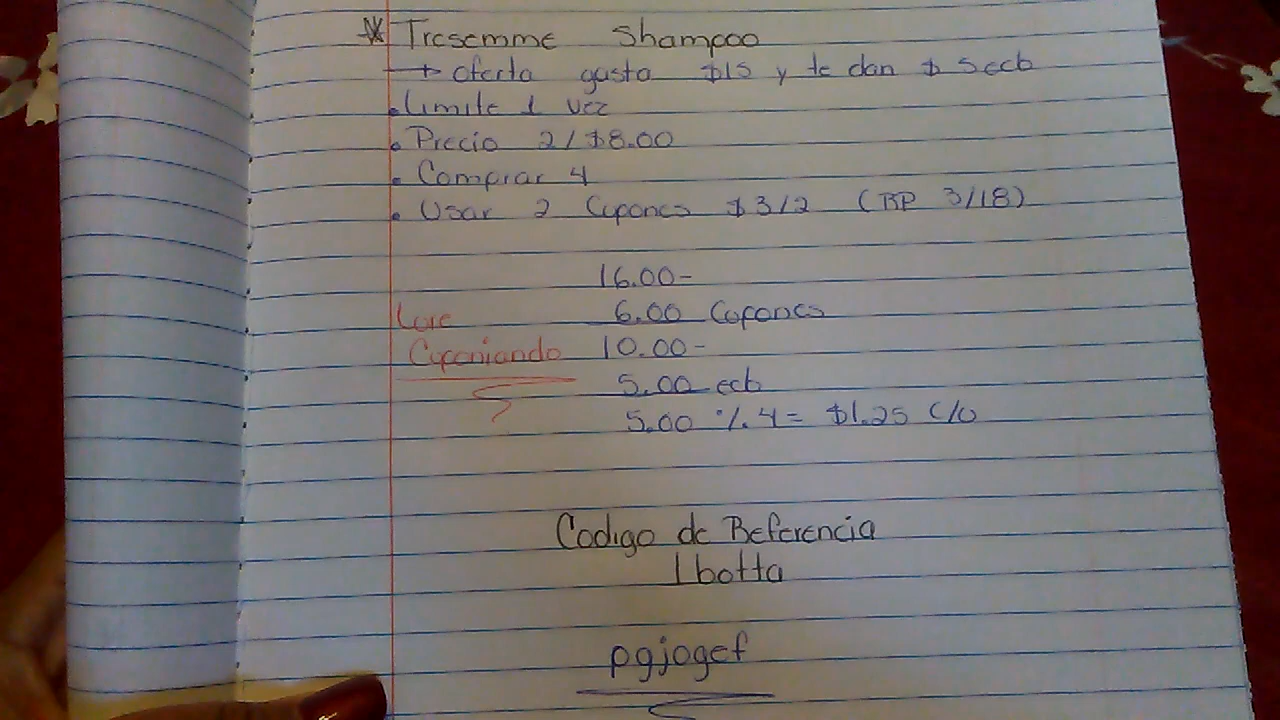 * Tresemme Shampoo
→ oferta gasta $15 y te dan $5 ecb
• Limite 1 vez
• Precio 2/$8.00
• Comprar 4
• Usar 2 Cupones $3/2 (RP 3/18)
16.00-
Lore
6.00 Cupones
Cuponiando
10.00-
5.00 ecb
5.00 % 4 = $1.25 c/u
Codigo de Referencia
Ibotta
pgjogef